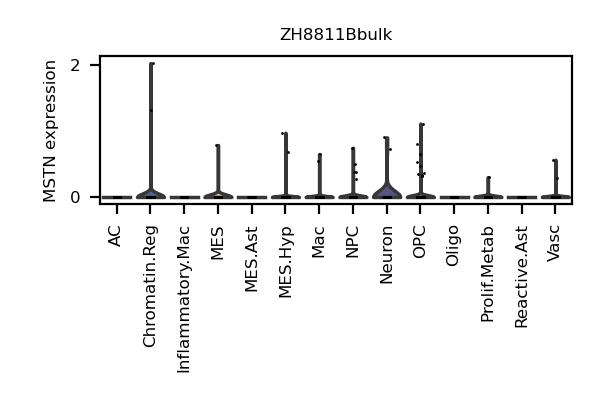 ZH8811Bbulk
MSTN expression
2
0
AC
Chromatin.Reg
Inflammatory.Mac
MES
MES.Ast
MES.Hyp
Mac
NPC
Neuron
OPC
Oligo
Prolif.Metab
Reactive.Ast
Vasc